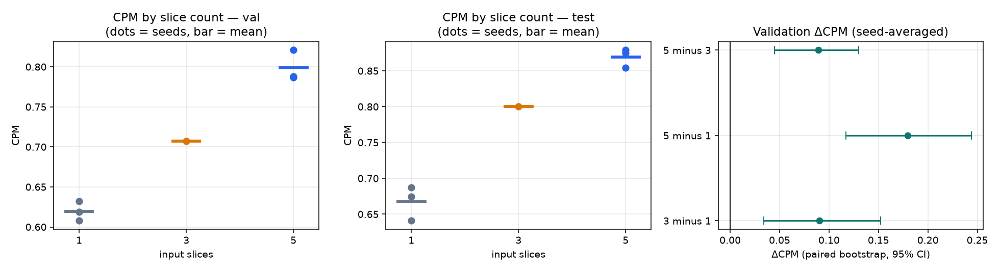 CPM by slice count — val
(dots = seeds, bar = mean)
CPM
0.80
0.75
0.70
0.65
0.60
1 3 5
input slices
CPM by slice count — test
(dots = seeds, bar = mean)
CPM
0.85
0.80
0.75
0.70
0.65
1 3 5
input slices
Validation ΔCPM (seed-averaged)
5 minus 3
5 minus 1
3 minus 1
0.00 0.05 0.10 0.15 0.20 0.25
ΔCPM (paired bootstrap, 95% CI)